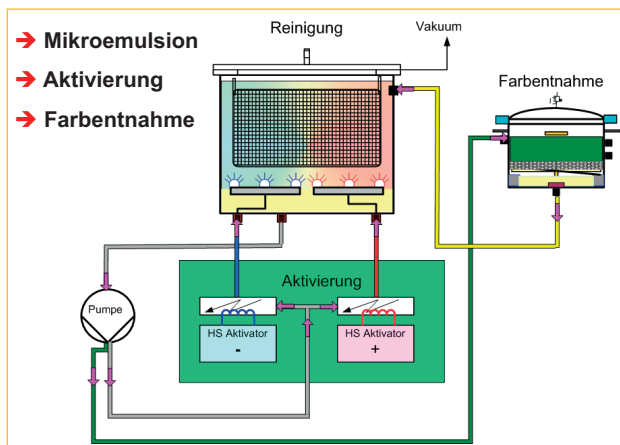 Reinigung
Vakuum
➔ Mikroemulsion
➔ Aktivierung
➔ Farbentnahme
Farbentnahme
Aktivierung
Pumpe
HS Aktivator
-
HS Aktivator
+